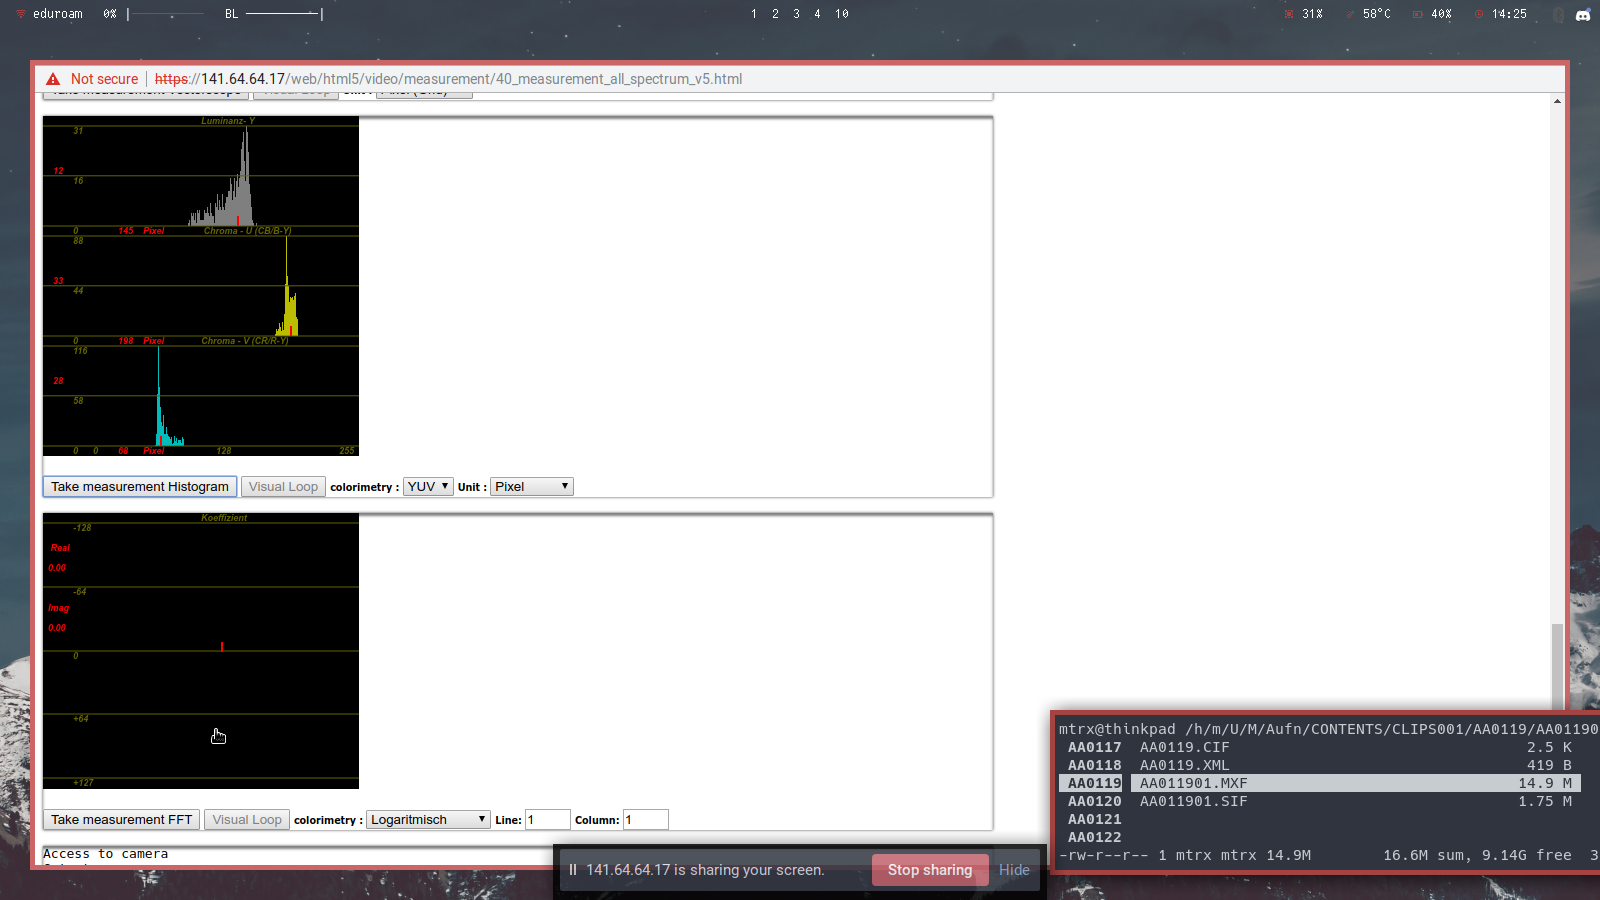 eduroam 0% BL 1 2 3 4 10 31% 58°C 40% 14:25
Not secure https://141.64.64.17/web/html5/video/measurement/40_measurement_all_spectrum_v5.html
Luminanz- Y
31
12
16
0 145 Pixel Chroma - U (CB/B-Y)
88
33
44
0 198 Pixel Chroma - V (CR/R-Y)
116
28
58
0 0 68 Pixel 128 255
Take measurement Histogram Visual Loop colorimetry : YUV Unit : Pixel
Koeffizient
-128
Real
0.00
-64
Imag
0.00
0
+64
+127
Take measurement FFT Visual Loop colorimetry : Logaritmisch Line: 1 Column: 1
Access to camera
141.64.64.17 is sharing your screen. Stop sharing Hide
mtrx@thinkpad /h/m/U/M/Aufn/CONTENTS/CLIPS001/AA0119/AA01190
AA0117 AA0119.CIF 2.5 K
AA0118 AA0119.XML 419 B
AA0119 AA011901.MXF 14.9 M
AA0120 AA011901.SIF 1.75 M
AA0121
AA0122
-rw-r--r-- 1 mtrx mtrx 14.9M 16.6M sum, 9.14G free 3